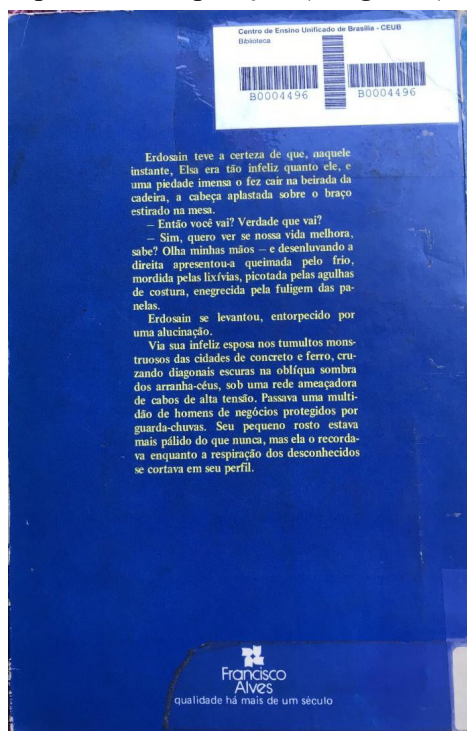 Centro de Ensino Unificado de Brasília - CEUB
Biblioteca
B0004496
B0004496
Erdosain teve a certeza de que, naquele
instante, Elsa era tão infeliz quanto ele, e
uma piedade imensa o fez cair na beirada da
cadeira, a cabeça aplastada sobre o braço
estirado na mesa.
— Então você vai? Verdade que vai?
— Sim, quero ver se nossa vida melhora,
sabe? Olha minhas mãos — e desenluvando a
direita apresentou-a queimada pelo frio,
mordida pelas lixívias, picotada pelas agulhas
de costura, enegrecida pela fuligem das pa-
nelas.
Erdosain se levantou, entorpecido por
uma alucinação.
Via sua infeliz esposa nos tumultos mons-
truosos das cidades de concreto e ferro, cru-
zando diagonais escuras na oblíqua sombra
dos arranha-céus, sob uma rede ameaçadora
de cabos de alta tensão. Passava uma multi-
dão de homens de negócios protegidos por
guarda-chuvas. Seu pequeno rosto estava
mais pálido do que nunca, mas ela o recorda-
va enquanto a respiração dos desconhecidos
se cortava em seu perfil.
Francisco
Alves
qualidade há mais de um século